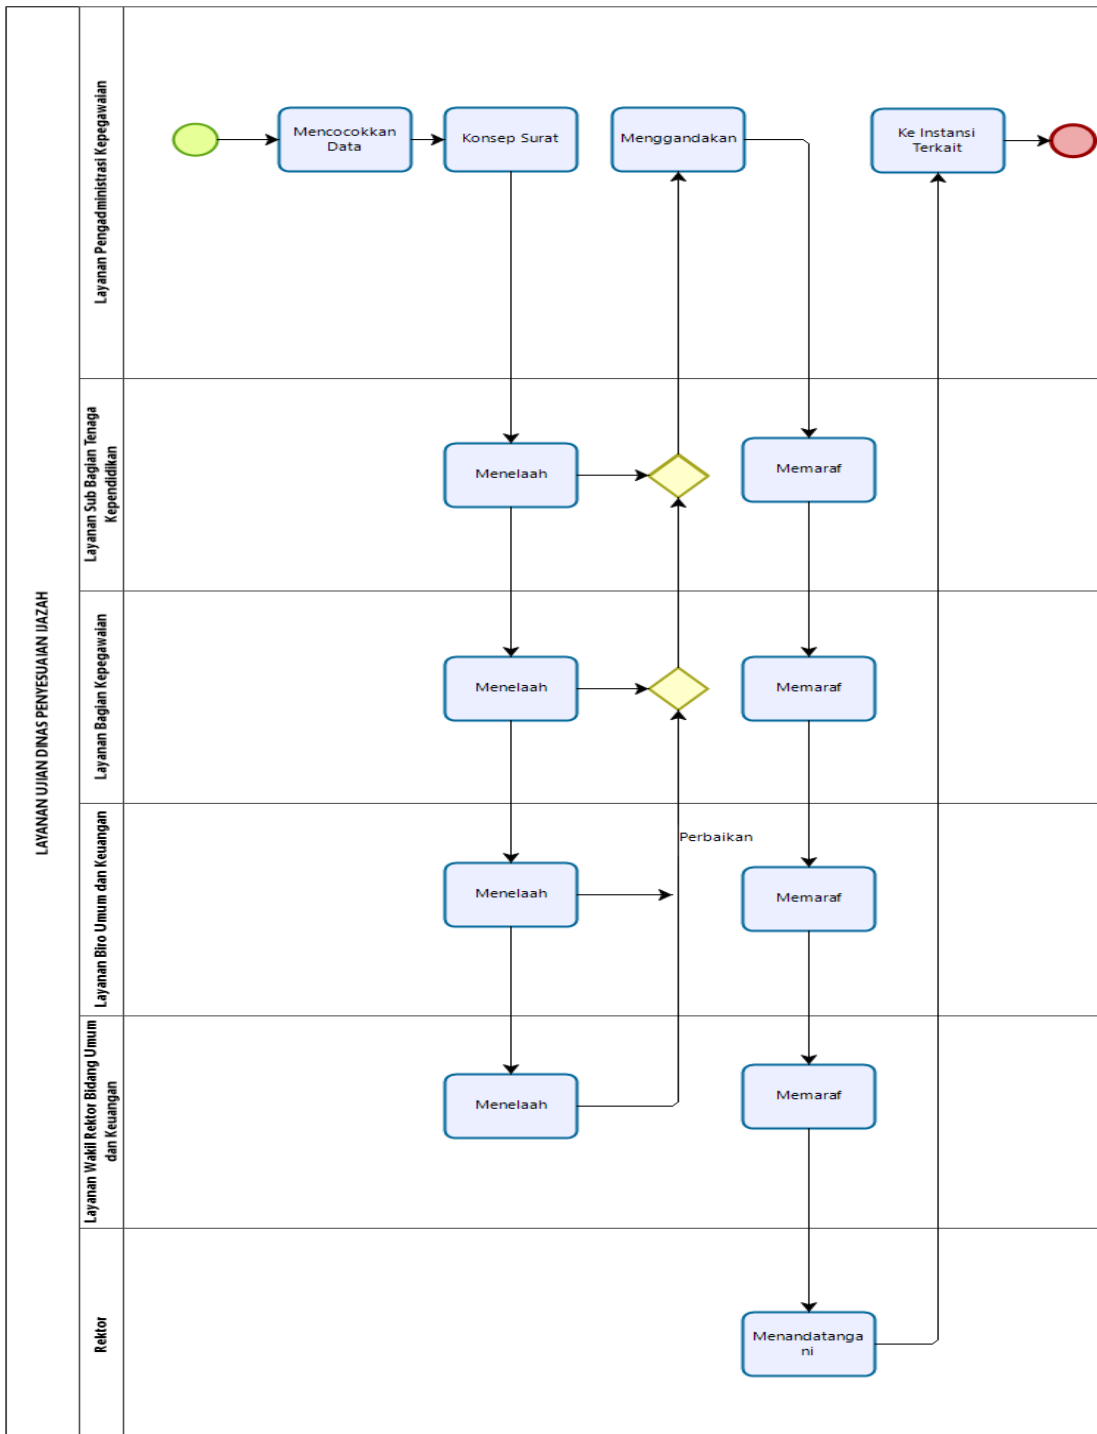 LAYANAN UJIAN DINAS PENYESUAIAN IJAZAH
Layanan Pengadministrasi Kepegawaian
Mencocokkan
Data
Konsep Surat
Menggandakan
Ke Instansi
Terkait
Layanan Sub Bagian Tenaga
Kependidikan
Menelaah
Memaraf
Layanan Bagian Kepegawaian
Menelaah
Memaraf
Layanan Biro Umum dan Keuangan
Perbaikan
Menelaah
Memaraf
Layanan Wakil Rektor Bidang Umum
dan Keuangan
Menelaah
Memaraf
Rektor
Menandatanga
ni